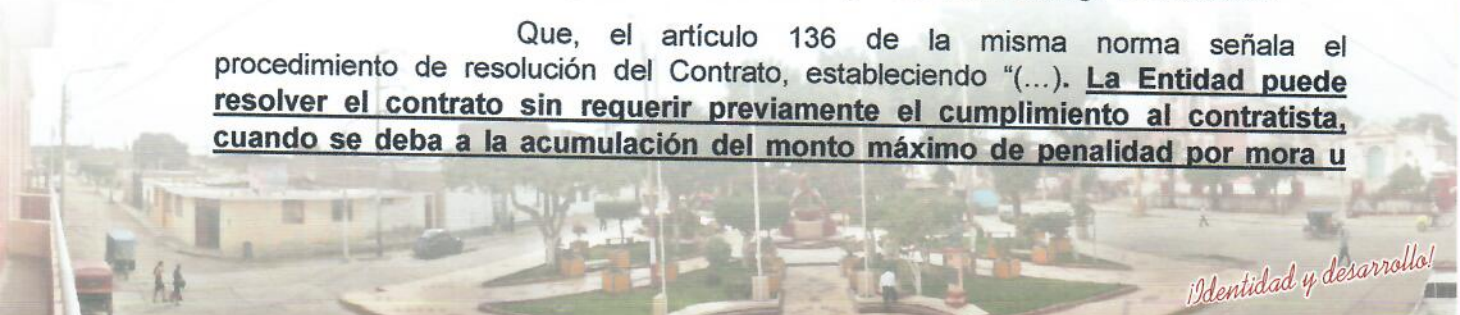 Que, el artículo 136 de la misma norma señala el
procedimiento de resolución del Contrato, estableciendo “(...). La Entidad puede
resolver el contrato sin requerir previamente el cumplimiento al contratista,
cuando se deba a la acumulación del monto máximo de penalidad por mora u
¡Identidad y desarrollo!